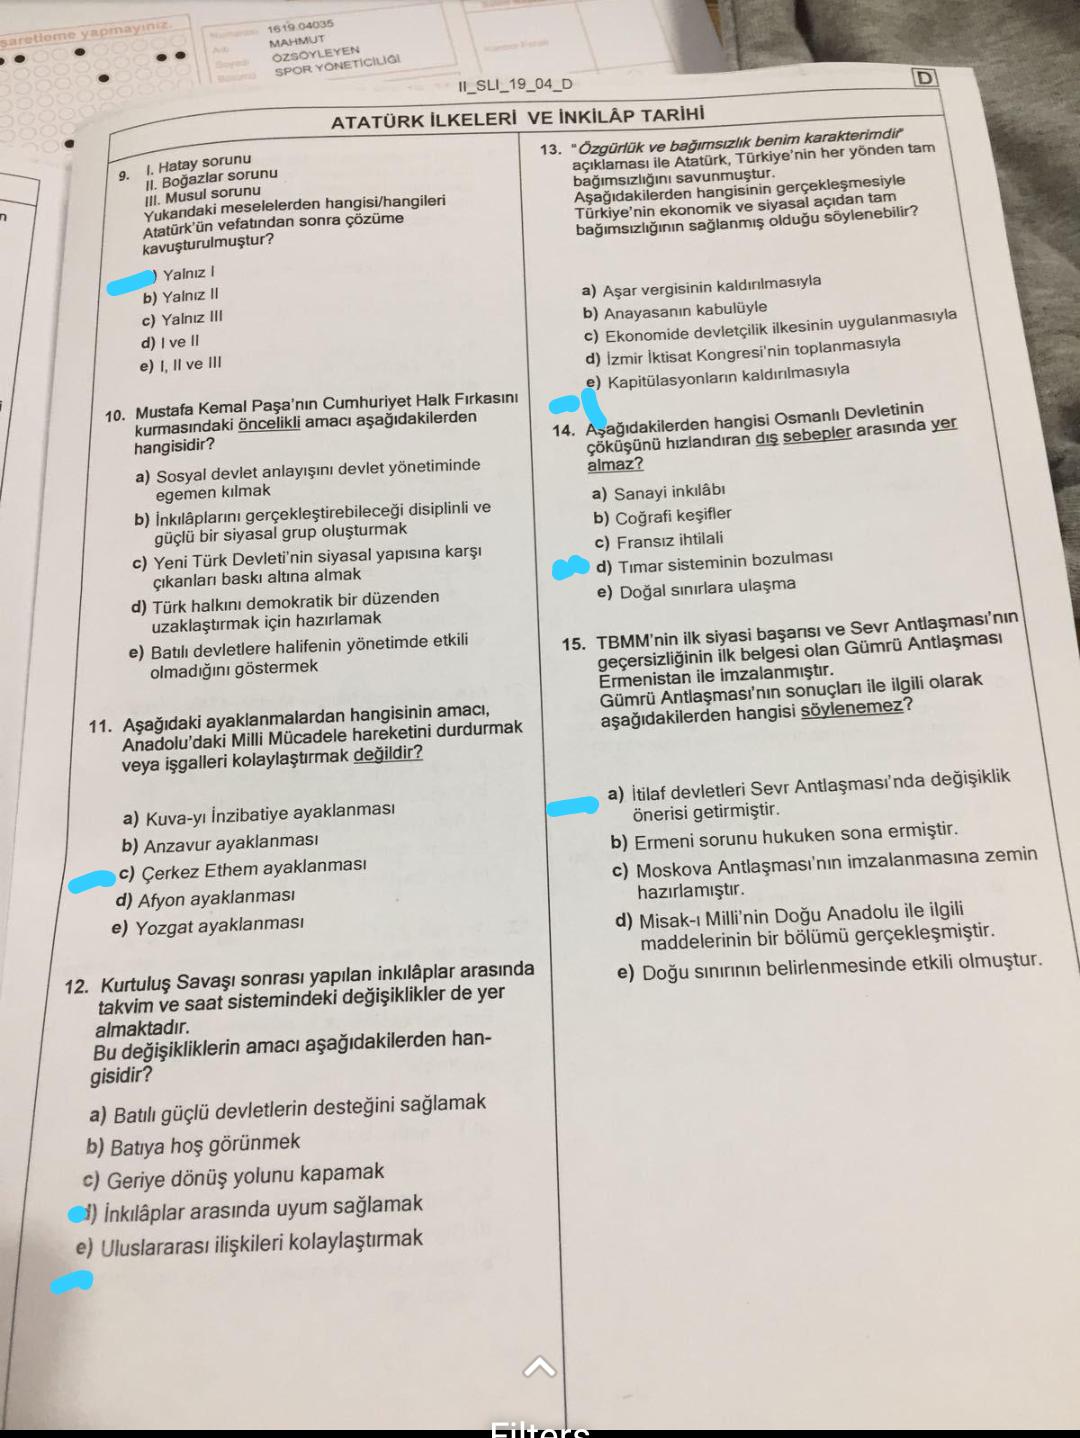 şaretleme yapmayınız.
Numarası 1619.04035
Adı MAHMUT
Soyadı ÖZSÖYLEYEN
Bölümü SPOR YÖNETİCİLİĞİ
II_SLI_19_04_D
D
ATATÜRK İLKELERİ VE İNKİLÂP TARİHİ
9. I. Hatay sorunu
II. Boğazlar sorunu
III. Musul sorunu
Yukarıdaki meselelerden hangisi/hangileri
Atatürk'ün vefatından sonra çözüme
kavuşturulmuştur?
) Yalnız I
b) Yalnız II
c) Yalnız III
d) I ve II
e) I, II ve III
10. Mustafa Kemal Paşa'nın Cumhuriyet Halk Fırkasını
kurmasındaki öncelikli amacı aşağıdakilerden
hangisidir?
a) Sosyal devlet anlayışını devlet yönetiminde
egemen kılmak
b) İnkılâplarını gerçekleştirebileceği disiplinli ve
güçlü bir siyasal grup oluşturmak
c) Yeni Türk Devleti'nin siyasal yapısına karşı
çıkanları baskı altına almak
d) Türk halkını demokratik bir düzenden
uzaklaştırmak için hazırlamak
e) Batılı devletlere halifenin yönetimde etkili
olmadığını göstermek
11. Aşağıdaki ayaklanmalardan hangisinin amacı,
Anadolu'daki Milli Mücadele hareketini durdurmak
veya işgalleri kolaylaştırmak değildir?
a) Kuva-yı İnzibatiye ayaklanması
b) Anzavur ayaklanması
c) Çerkez Ethem ayaklanması
d) Afyon ayaklanması
e) Yozgat ayaklanması
12. Kurtuluş Savaşı sonrası yapılan inkılâplar arasında
takvim ve saat sistemindeki değişiklikler de yer
almaktadır.
Bu değişikliklerin amacı aşağıdakilerden han-
gisidir?
a) Batılı güçlü devletlerin desteğini sağlamak
b) Batıya hoş görünmek
c) Geriye dönüş yolunu kapamak
d) İnkılâplar arasında uyum sağlamak
e) Uluslararası ilişkileri kolaylaştırmak
13. "Özgürlük ve bağımsızlık benim karakterimdir"
açıklaması ile Atatürk, Türkiye'nin her yönden tam
bağımsızlığını savunmuştur.
Aşağıdakilerden hangisinin gerçekleşmesiyle
Türkiye'nin ekonomik ve siyasal açıdan tam
bağımsızlığının sağlanmış olduğu söylenebilir?
a) Aşar vergisinin kaldırılmasıyla
b) Anayasanın kabulüyle
c) Ekonomide devletçilik ilkesinin uygulanmasıyla
d) İzmir İktisat Kongresi'nin toplanmasıyla
e) Kapitülasyonların kaldırılmasıyla
14. Aşağıdakilerden hangisi Osmanlı Devletinin
çöküşünü hızlandıran dış sebepler arasında yer
almaz?
a) Sanayi inkılâbı
b) Coğrafi keşifler
c) Fransız ihtilali
d) Tımar sisteminin bozulması
e) Doğal sınırlara ulaşma
15. TBMM'nin ilk siyasi başarısı ve Sevr Antlaşması'nın
geçersizliğinin ilk belgesi olan Gümrü Antlaşması
Ermenistan ile imzalanmıştır.
Gümrü Antlaşması'nın sonuçları ile ilgili olarak
aşağıdakilerden hangisi söylenemez?
a) İtilaf devletleri Sevr Antlaşması'nda değişiklik
önerisi getirmiştir.
b) Ermeni sorunu hukuken sona ermiştir.
c) Moskova Antlaşması'nın imzalanmasına zemin
hazırlamıştır.
d) Misak-ı Milli'nin Doğu Anadolu ile ilgili
maddelerinin bir bölümü gerçekleşmiştir.
e) Doğu sınırının belirlenmesinde etkili olmuştur.
Filters